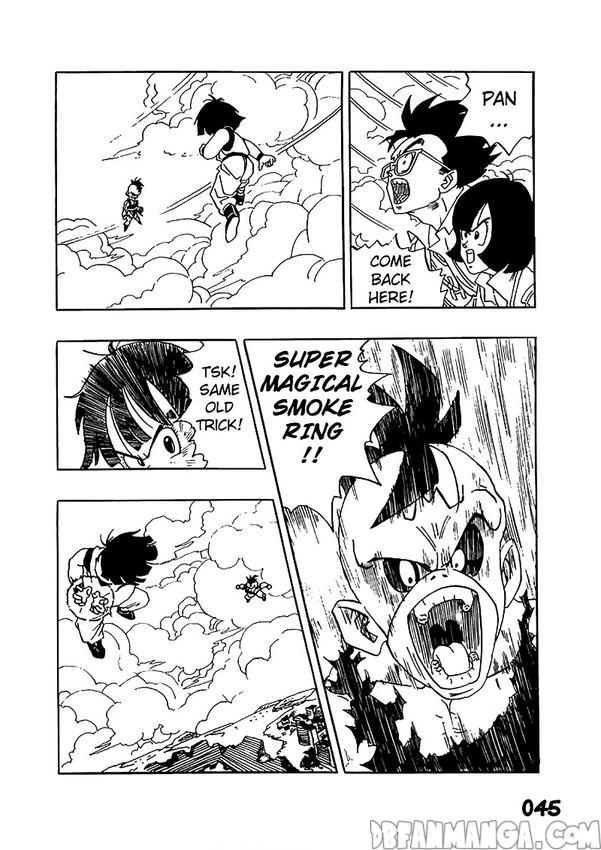 PAN
...
COME
BACK
HERE!
TSK!
SAME
OLD
TRICK!
SUPER
MAGICAL
SMOKE
RING
!!
045
DBFANMANGA.COM